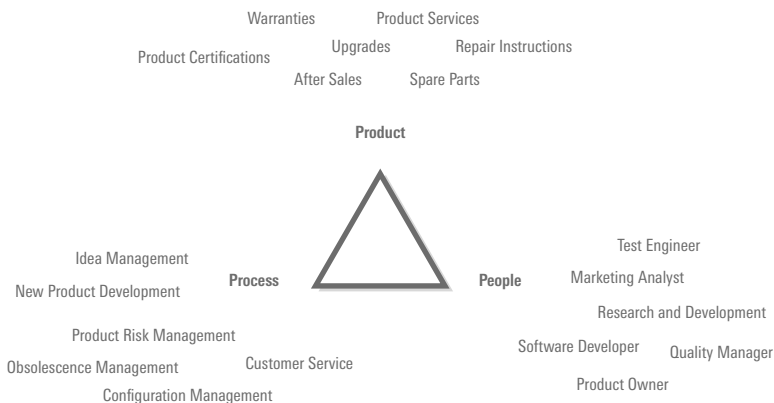 Warranties
Product Services
Upgrades
Repair Instructions
Product Certifications
After Sales
Spare Parts
Product
Process
People
Idea Management
New Product Development
Product Risk Management
Obsolescence Management
Customer Service
Configuration Management
Test Engineer
Marketing Analyst
Research and Development
Software Developer
Quality Manager
Product Owner